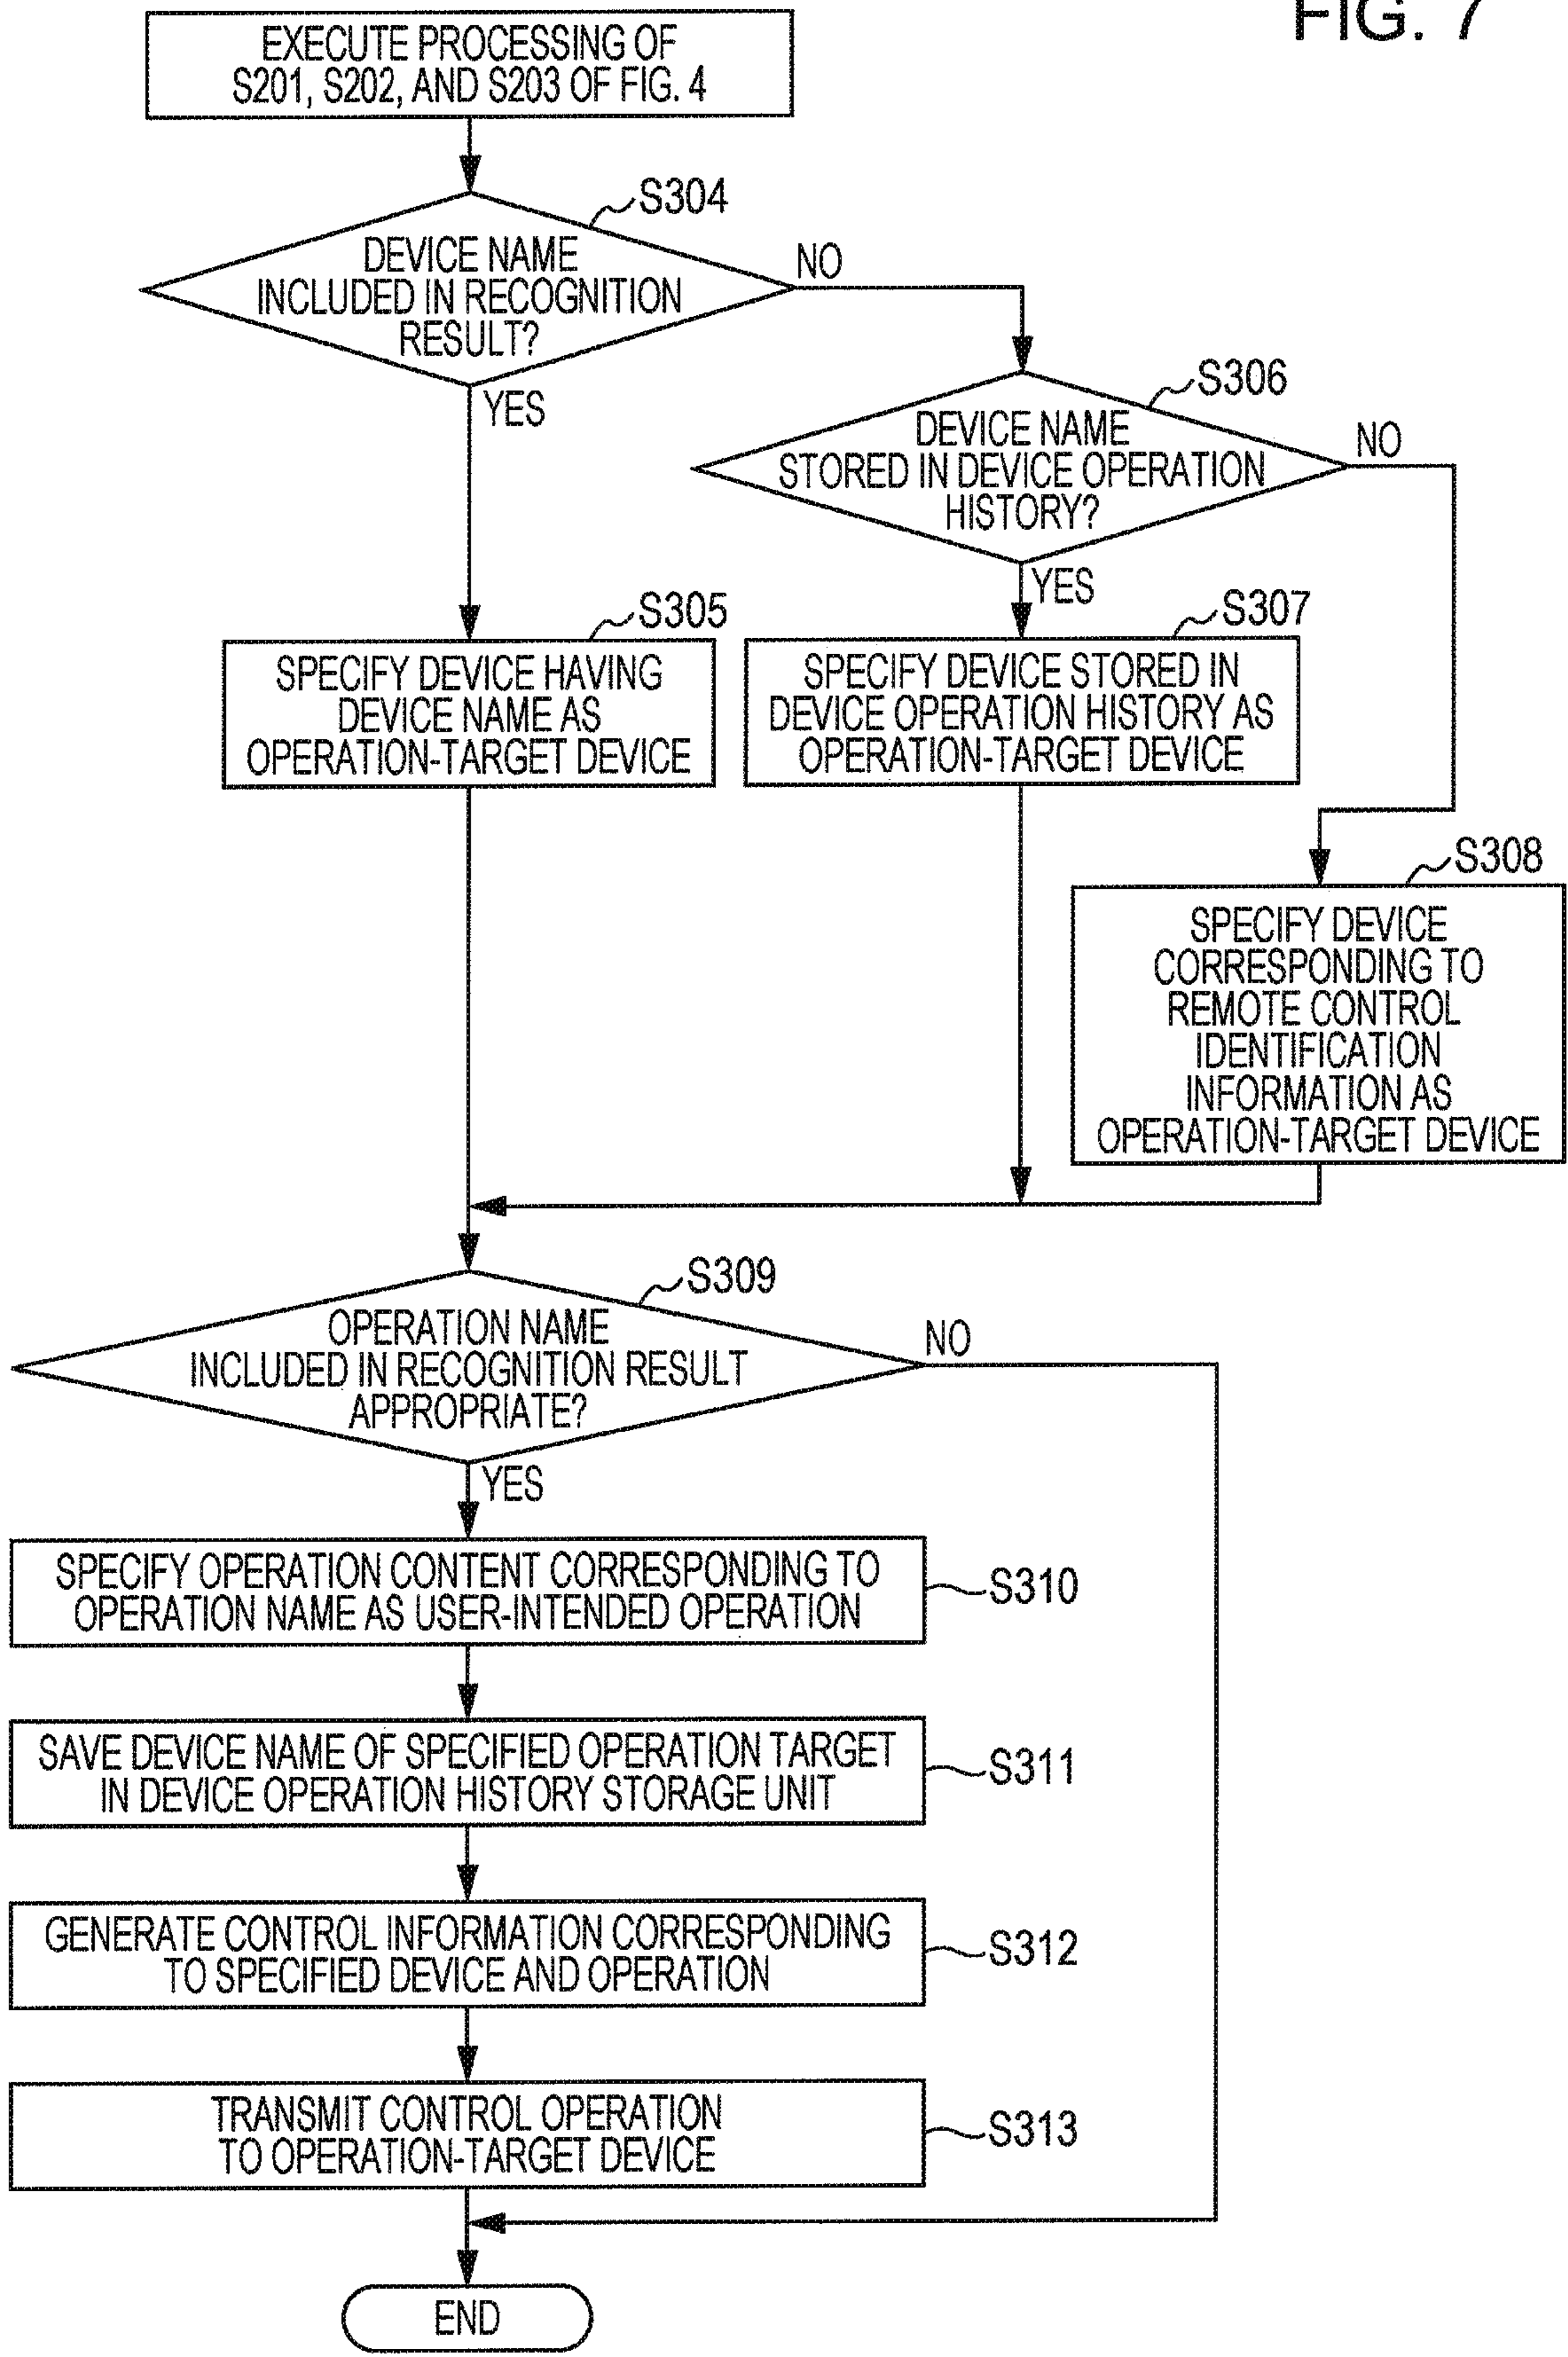 FIG. 7
EXECUTE PROCESSING OF
S201, S202, AND S203 OF FIG. 4
S304
DEVICE NAME
INCLUDED IN RECOGNITION
RESULT?
NO
YES
S306
DEVICE NAME
STORED IN DEVICE OPERATION
HISTORY?
NO
YES
S305
SPECIFY DEVICE HAVING
DEVICE NAME AS
OPERATION-TARGET DEVICE
S307
SPECIFY DEVICE STORED IN
DEVICE OPERATION HISTORY AS
OPERATION-TARGET DEVICE
S308
SPECIFY DEVICE
CORRESPONDING TO
REMOTE CONTROL
IDENTIFICATION
INFORMATION AS
OPERATION-TARGET DEVICE
S309
OPERATION NAME
INCLUDED IN RECOGNITION RESULT
APPROPRIATE?
NO
YES
SPECIFY OPERATION CONTENT CORRESPONDING TO
OPERATION NAME AS USER-INTENDED OPERATION
S310
SAVE DEVICE NAME OF SPECIFIED OPERATION TARGET
IN DEVICE OPERATION HISTORY STORAGE UNIT
S311
GENERATE CONTROL INFORMATION CORRESPONDING
TO SPECIFIED DEVICE AND OPERATION
S312
TRANSMIT CONTROL OPERATION
TO OPERATION-TARGET DEVICE
S313
END